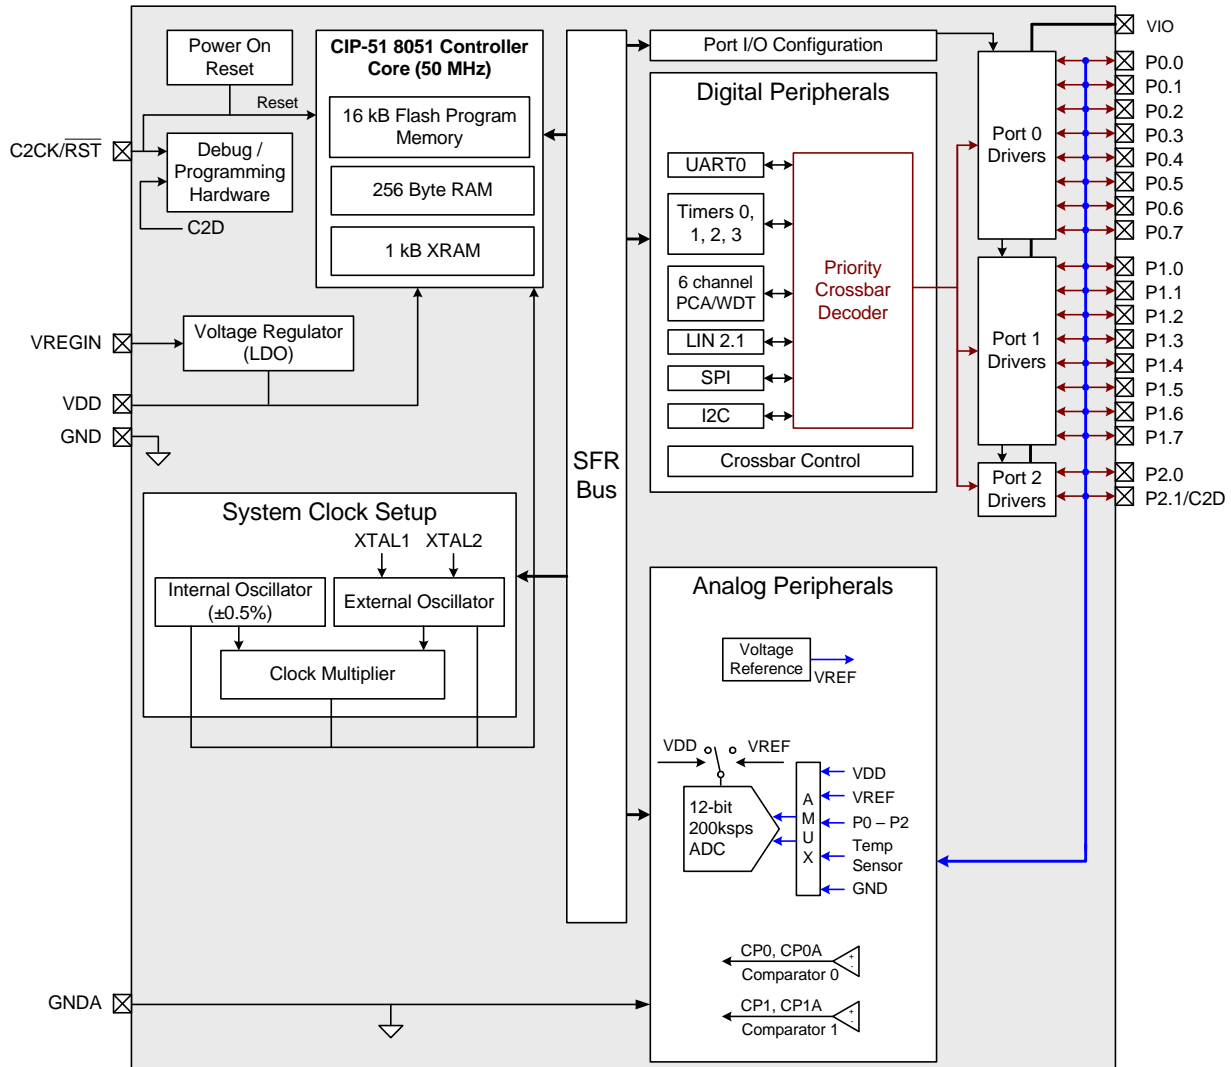 Power On
Reset
Reset
C2CK/RST
Debug /
Programming
Hardware
C2D
CIP-51 8051 Controller
Core (50 MHz)
16 kB Flash Program
Memory
256 Byte RAM
1 kB XRAM
VREGIN
Voltage Regulator
(LDO)
VDD
GND
System Clock Setup
XTAL1
XTAL2
Internal Oscillator
(±0.5%)
External Oscillator
Clock Multiplier
GNDA
SFR
Bus
Port I/O Configuration
Digital Peripherals
UART0
Timers 0,
1, 2, 3
6 channel
PCA/WDT
LIN 2.1
SPI
I2C
Priority
Crossbar
Decoder
Crossbar Control
Port 0
Drivers
Port 1
Drivers
Port 2
Drivers
VIO
P0.0
P0.1
P0.2
P0.3
P0.4
P0.5
P0.6
P0.7
P1.0
P1.1
P1.2
P1.3
P1.4
P1.5
P1.6
P1.7
P2.0
P2.1/C2D
Analog Peripherals
Voltage
Reference
VREF
VDD
VREF
12-bit
200ksps
ADC
A
M
U
X
VDD
VREF
P0 – P2
Temp
Sensor
GND
CP0, CP0A
+
-
Comparator 0
CP1, CP1A
+
-
Comparator 1